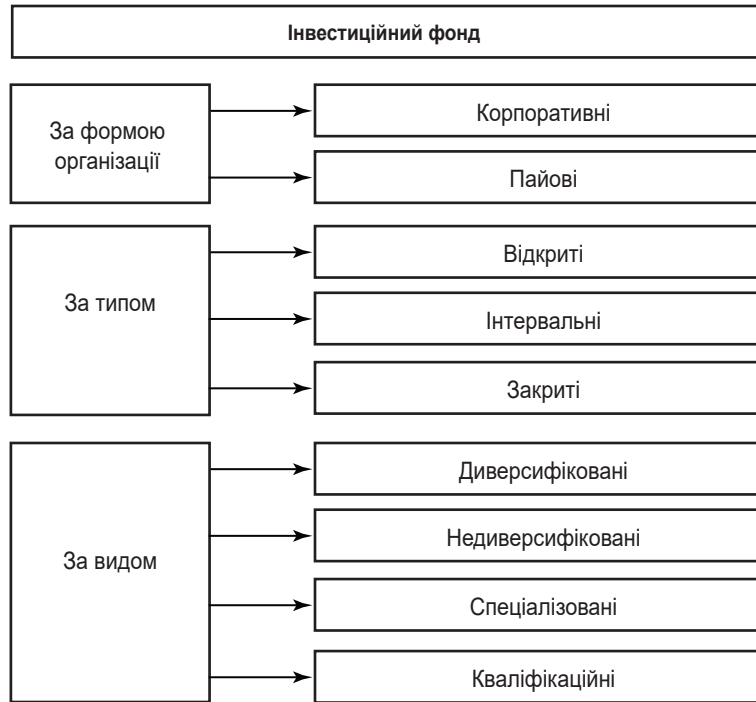 Інвестиційний фонд
За формою
організації
Корпоративні
Пайові
За типом
Відкриті
Інтервальні
Закриті
За видом
Диверсифіковані
Недиверсифіковані
Спеціалізовані
Кваліфікаційні